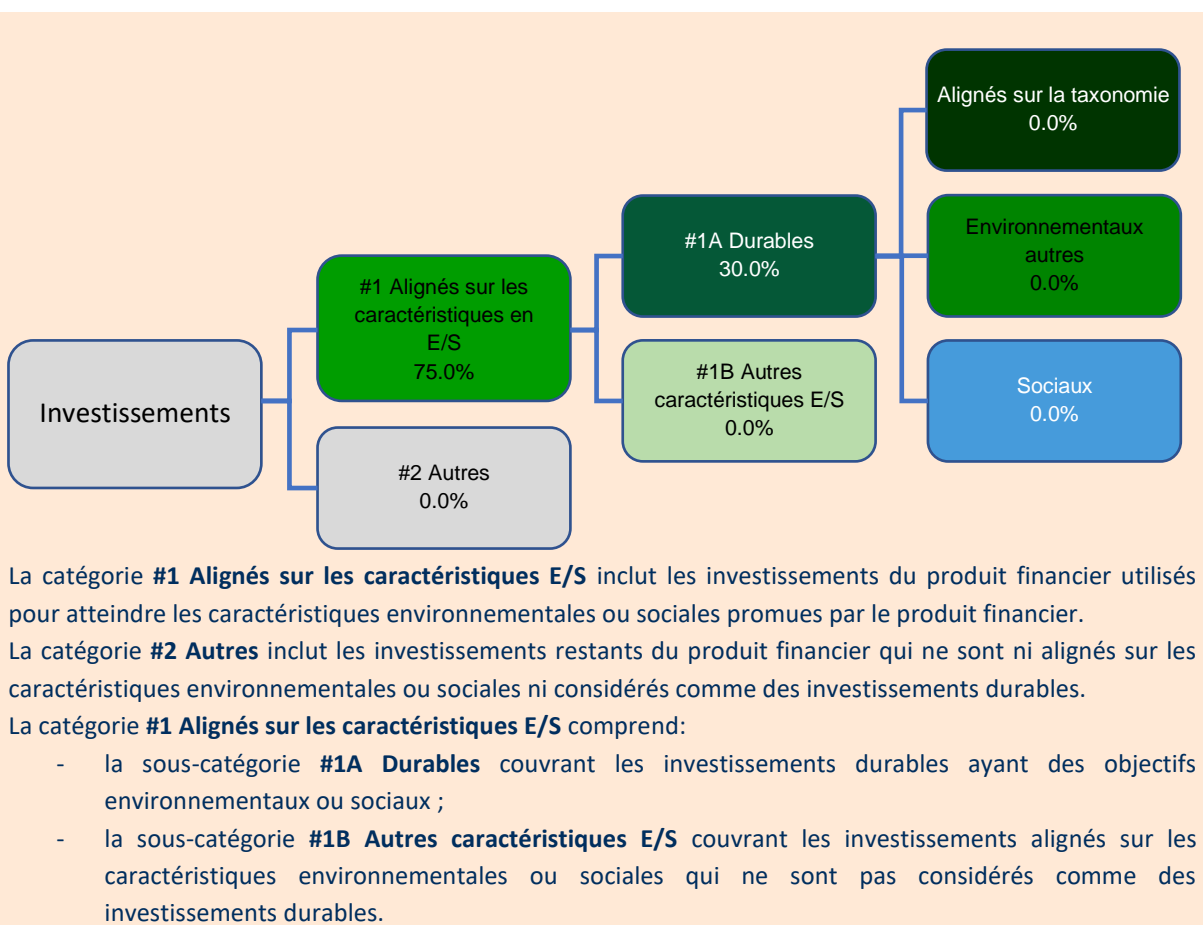 Alignés sur la taxonomie
0.0%
Environnementaux
autres
0.0%
#1A Durables
30.0%
#1 Alignés sur les
caractéristiques en
E/S
75.0%
Sociaux
0.0%
#1B Autres
caractéristiques E/S
0.0%
Investissements
#2 Autres
0.0%
La catégorie #1 Alignés sur les caractéristiques E/S inclut les investissements du produit financier utilisés
pour atteindre les caractéristiques environnementales ou sociales promues par le produit financier.
La catégorie #2 Autres inclut les investissements restants du produit financier qui ne sont ni alignés sur les
caractéristiques environnementales ou sociales ni considérés comme des investissements durables.
La catégorie #1 Alignés sur les caractéristiques E/S comprend:
- la sous-catégorie #1A Durables couvrant les investissements durables ayant des objectifs
environnementaux ou sociaux ;
- la sous-catégorie #1B Autres caractéristiques E/S couvrant les investissements alignés sur les
caractéristiques environnementales ou sociales qui ne sont pas considérés comme des
investissements durables.